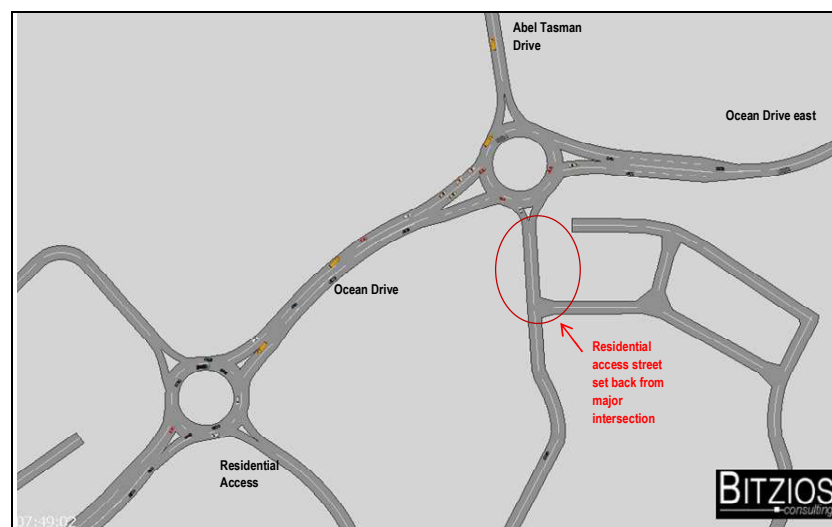 Abel Tasman
Drive
Ocean Drive east
Ocean Drive
Residential
access street
set back from
major
intersection
Residential
Access
BITZIOS
consulting
07:49:02